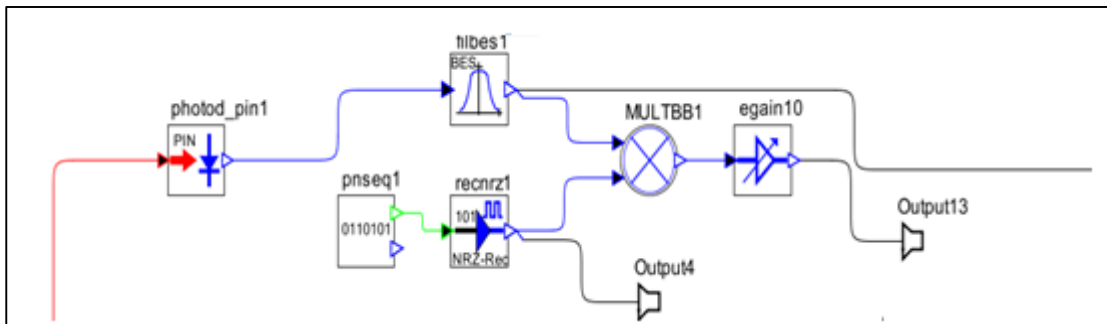 filbes1
BES
photod_pin1
PIN
MULTBB1
egain10
pnseq1
0110101
recnrz1
101
NRZ-Rec
Output13
Output4